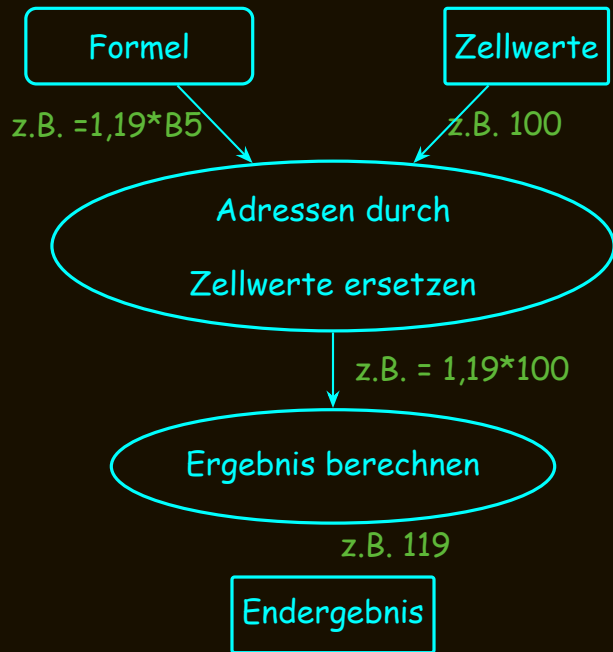 Formel
Zellwerte
z.B. =1,19*B5
z.B. 100
Adressen durch
Zellwerte ersetzen
z.B. = 1,19*100
Ergebnis berechnen
z.B. 119
Endergebnis